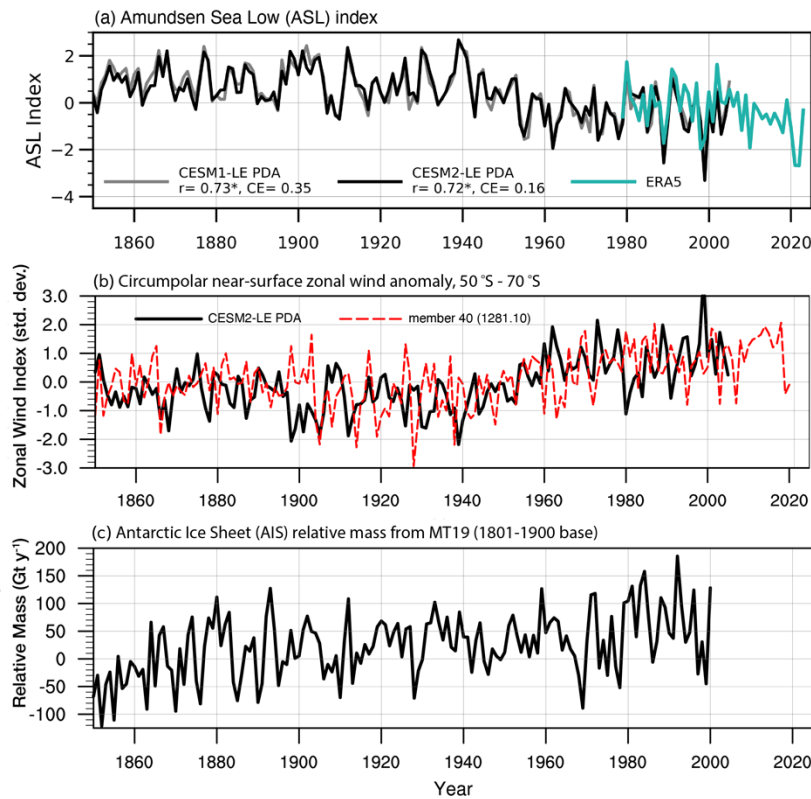 (a) Amundsen Sea Low (ASL) index
ASL Index
2
0
−2
−4
CESM1-LE PDA
r= 0.73*, CE= 0.35
CESM2-LE PDA
r= 0.72*, CE= 0.16
ERA5
1860 1880 1900 1920 1940 1960 1980 2000 2020
(b) Circumpolar near-surface zonal wind anomaly, 50 °S - 70 °S
Zonal Wind Index (std. dev.)
3.0
2.0
1.0
-0.0
-1.0
-2.0
-3.0
CESM2-LE PDA
member 40 (1281.10)
1860 1880 1900 1920 1940 1960 1980 2000 2020
(c) Antarctic Ice Sheet (AIS) relative mass from MT19 (1801-1900 base)
Relative Mass (Gt y⁻¹)
200
150
100
50
0
-50
-100
1860 1880 1900 1920 1940 1960 1980 2000 2020
Year